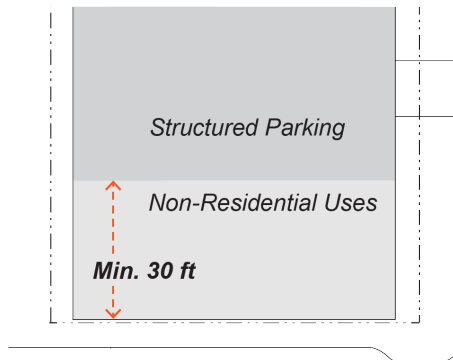 Structured Parking
Non-Residential Uses
Min. 30 ft